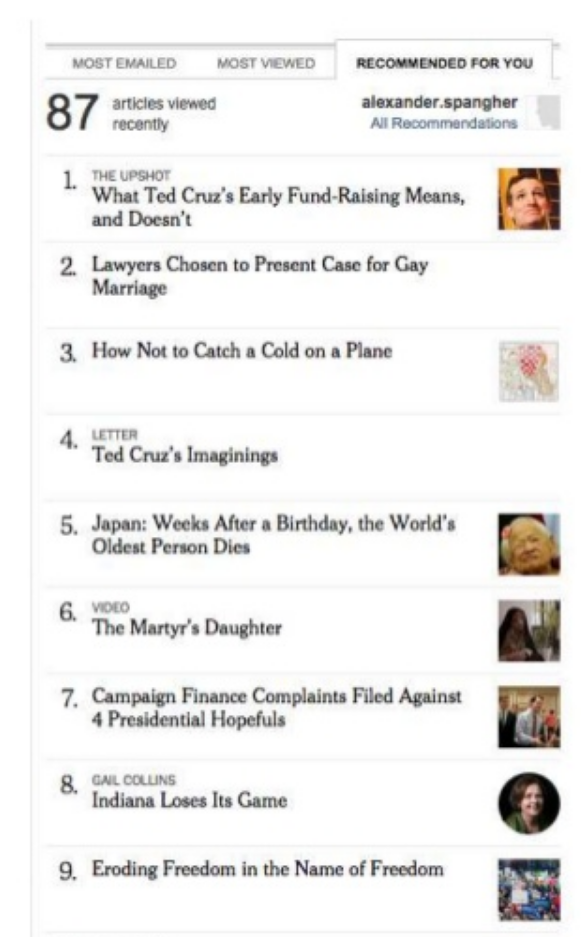 MOST EMAILED MOST VIEWED RECOMMENDED FOR YOU
87 articles viewed recently
alexander.spangher
All Recommendations
1. THE UPSHOT
What Ted Cruz's Early Fund-Raising Means,
and Doesn't
2. Lawyers Chosen to Present Case for Gay
Marriage
3. How Not to Catch a Cold on a Plane
4. LETTER
Ted Cruz's Imaginings
5. Japan: Weeks After a Birthday, the World's
Oldest Person Dies
6. VIDEO
The Martyr's Daughter
7. Campaign Finance Complaints Filed Against
4 Presidential Hopefuls
8. GAIL COLLINS
Indiana Loses Its Game
9. Eroding Freedom in the Name of Freedom